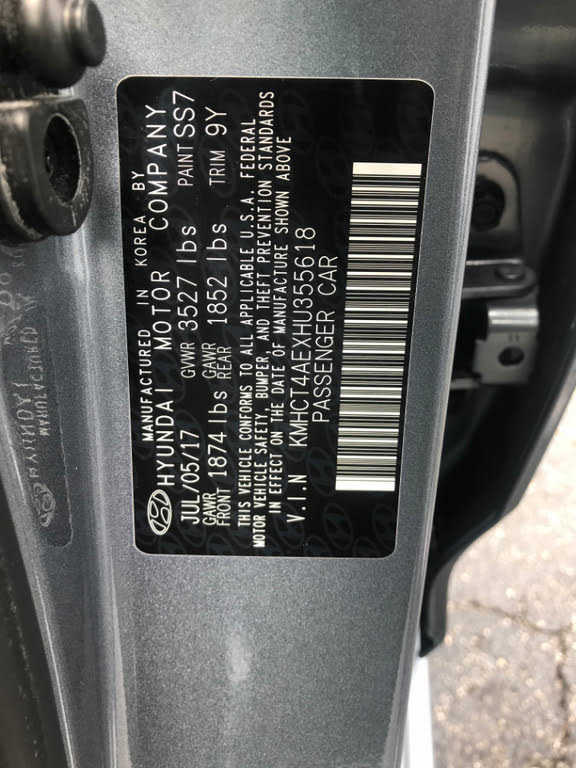 MANUFACTURED IN KOREA BY
HYUNDAI MOTOR COMPANY
JUL/05/17 GVWR 3527 lbs PAINT SS7
GAWR FRONT 1874 lbs GAWR REAR 1852 lbs TRIM 9Y
THIS VEHICLE CONFORMS TO ALL APPLICABLE U.S.A. FEDERAL
MOTOR VEHICLE SAFETY, BUMPER, AND THEFT PREVENTION STANDARDS
IN EFFECT ON THE DATE OF MANUFACTURE SHOWN ABOVE
V.I.N KMHCT4AEXHU355618
PASSENGER CAR